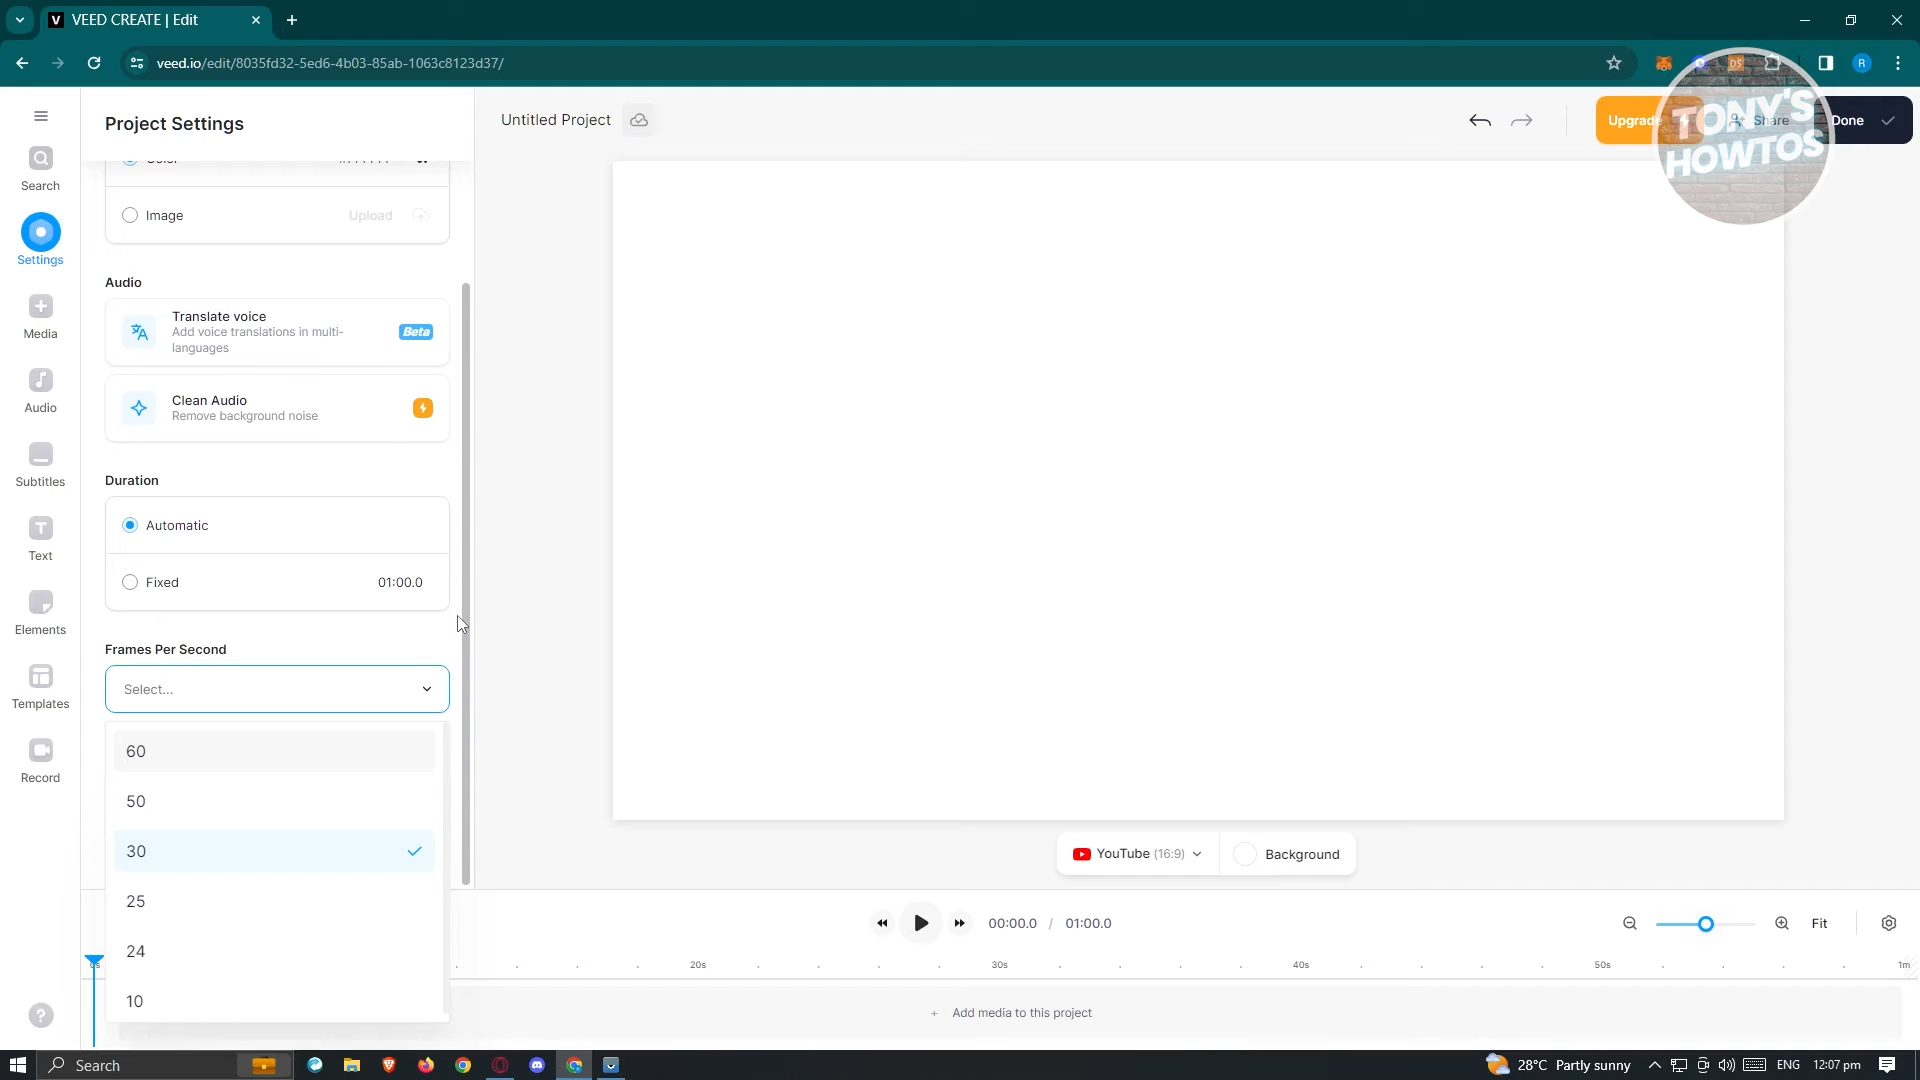 VEED CREATE | Edit
veed.io/edit/8035fd32-5ed6-4b03-85ab-1063c8123d37/
DS
R
Project Settings
Untitled Project
Upgrade
Share
Done
TONY'S
HOWTOS
Search
Settings
Media
Audio
Subtitles
Text
Elements
Templates
Record
Image
Upload
Audio
Translate voice
Add voice translations in multi-
languages
Beta
Clean Audio
Remove background noise
Duration
Automatic
Fixed
01:00.0
Frames Per Second
Select...
60
50
30
25
24
10
YouTube (16:9)
Background
00:00.0 / 01:00.0
Fit
20s
30s
40s
50s
1m
+ Add media to this project
Search
28°C Partly sunny
ENG
12:07 pm